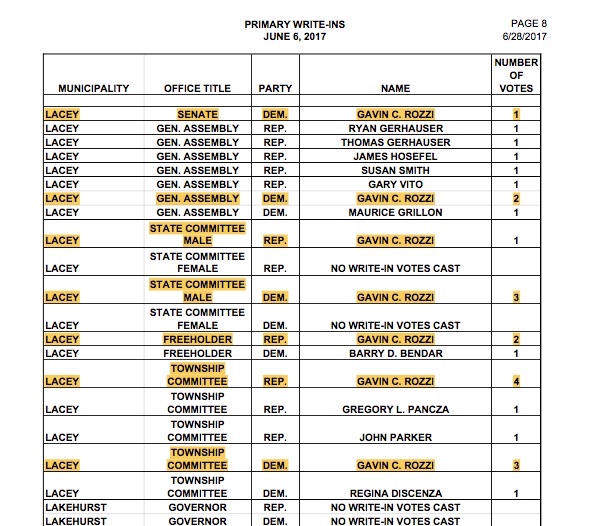 PRIMARY WRITE-INS PAGE 8
JUNE 6, 2017 6/28/2017
NUMBER
OF
MUNICIPALITY OFFICE TITLE PARTY NAME VOTES
LACEY SENATE DEM. GAVIN C. ROZZI 1
LACEY GEN. ASSEMBLY REP. RYAN GERHAUSER 1
LACEY GEN. ASSEMBLY REP. THOMAS GERHAUSER 1
LACEY GEN. ASSEMBLY REP. JAMES HOSEFEL 1
LACEY GEN. ASSEMBLY REP. SUSAN SMITH 1
LACEY GEN. ASSEMBLY REP. GARY VITO 1
LACEY GEN. ASSEMBLY DEM. GAVIN C. ROZZI 2
LACEY GEN. ASSEMBLY DEM. MAURICE GRILLON 1
STATE COMMITTEE
LACEY MALE REP. GAVIN C. ROZZI 1
STATE COMMITTEE
LACEY FEMALE REP. NO WRITE-IN VOTES CAST
STATE COMMITTEE
LACEY MALE DEM. GAVIN C. ROZZI 3
STATE COMMITTEE
LACEY FEMALE DEM. NO WRITE-IN VOTES CAST
LACEY FREEHOLDER REP. GAVIN C. ROZZI 2
LACEY FREEHOLDER DEM. BARRY D. BENDAR 1
TOWNSHIP
LACEY COMMITTEE REP. GAVIN C. ROZZI 4
TOWNSHIP
LACEY COMMITTEE REP. GREGORY L. PANCZA 1
TOWNSHIP
LACEY COMMITTEE REP. JOHN PARKER 1
TOWNSHIP
LACEY COMMITTEE DEM. GAVIN C. ROZZI 3
TOWNSHIP
LACEY COMMITTEE DEM. REGINA DISCENZA 1
LAKEHURST GOVERNOR REP. NO WRITE-IN VOTES CAST
LAKEHURST GOVERNOR DEM. NO WRITE-IN VOTES CAST